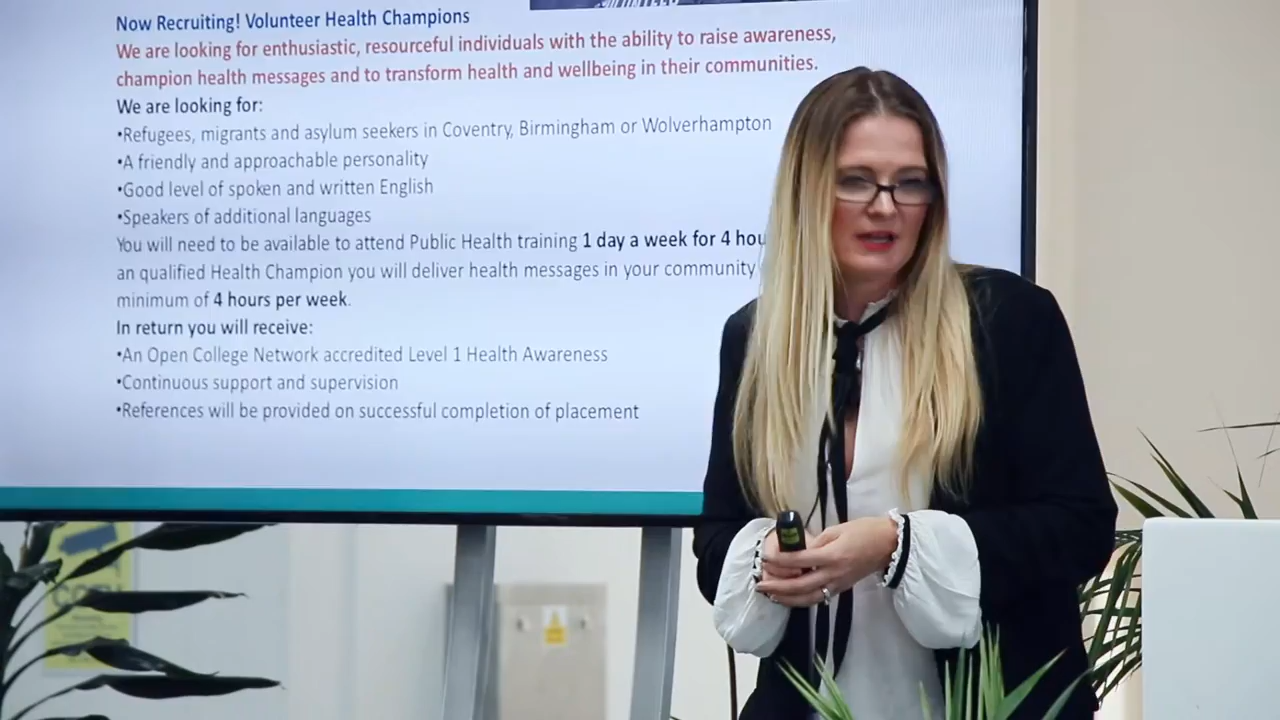 VOLUNTEER
Now Recruiting! Volunteer Health Champions
We are looking for enthusiastic, resourceful individuals with the ability to raise awareness,
champion health messages and to transform health and wellbeing in their communities.
We are looking for:
•Refugees, migrants and asylum seekers in Coventry, Birmingham or Wolverhampton
•A friendly and approachable personality
•Good level of spoken and written English
•Speakers of additional languages
You will need to be available to attend Public Health training 1 day a week for 4
an qualified Health Champion you will deliver health messages in your community
minimum of 4 hours per week.
In return you will receive:
•An Open College Network accredited Level 1 Health Awareness
•Continuous support and supervision
•References will be provided on successful completion of placement